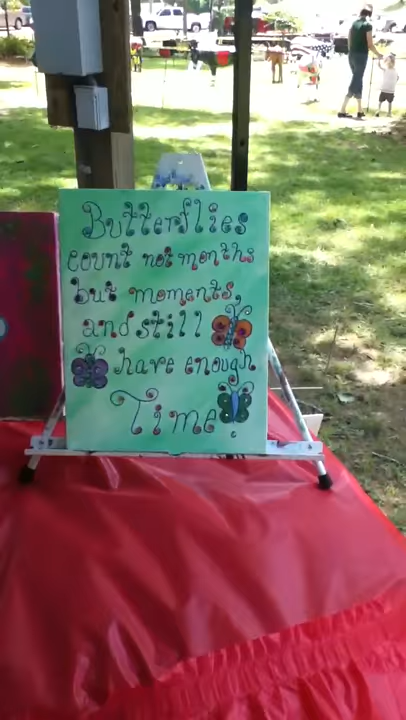 Butterflies
count not months
but moments,
and still
have enough
Time